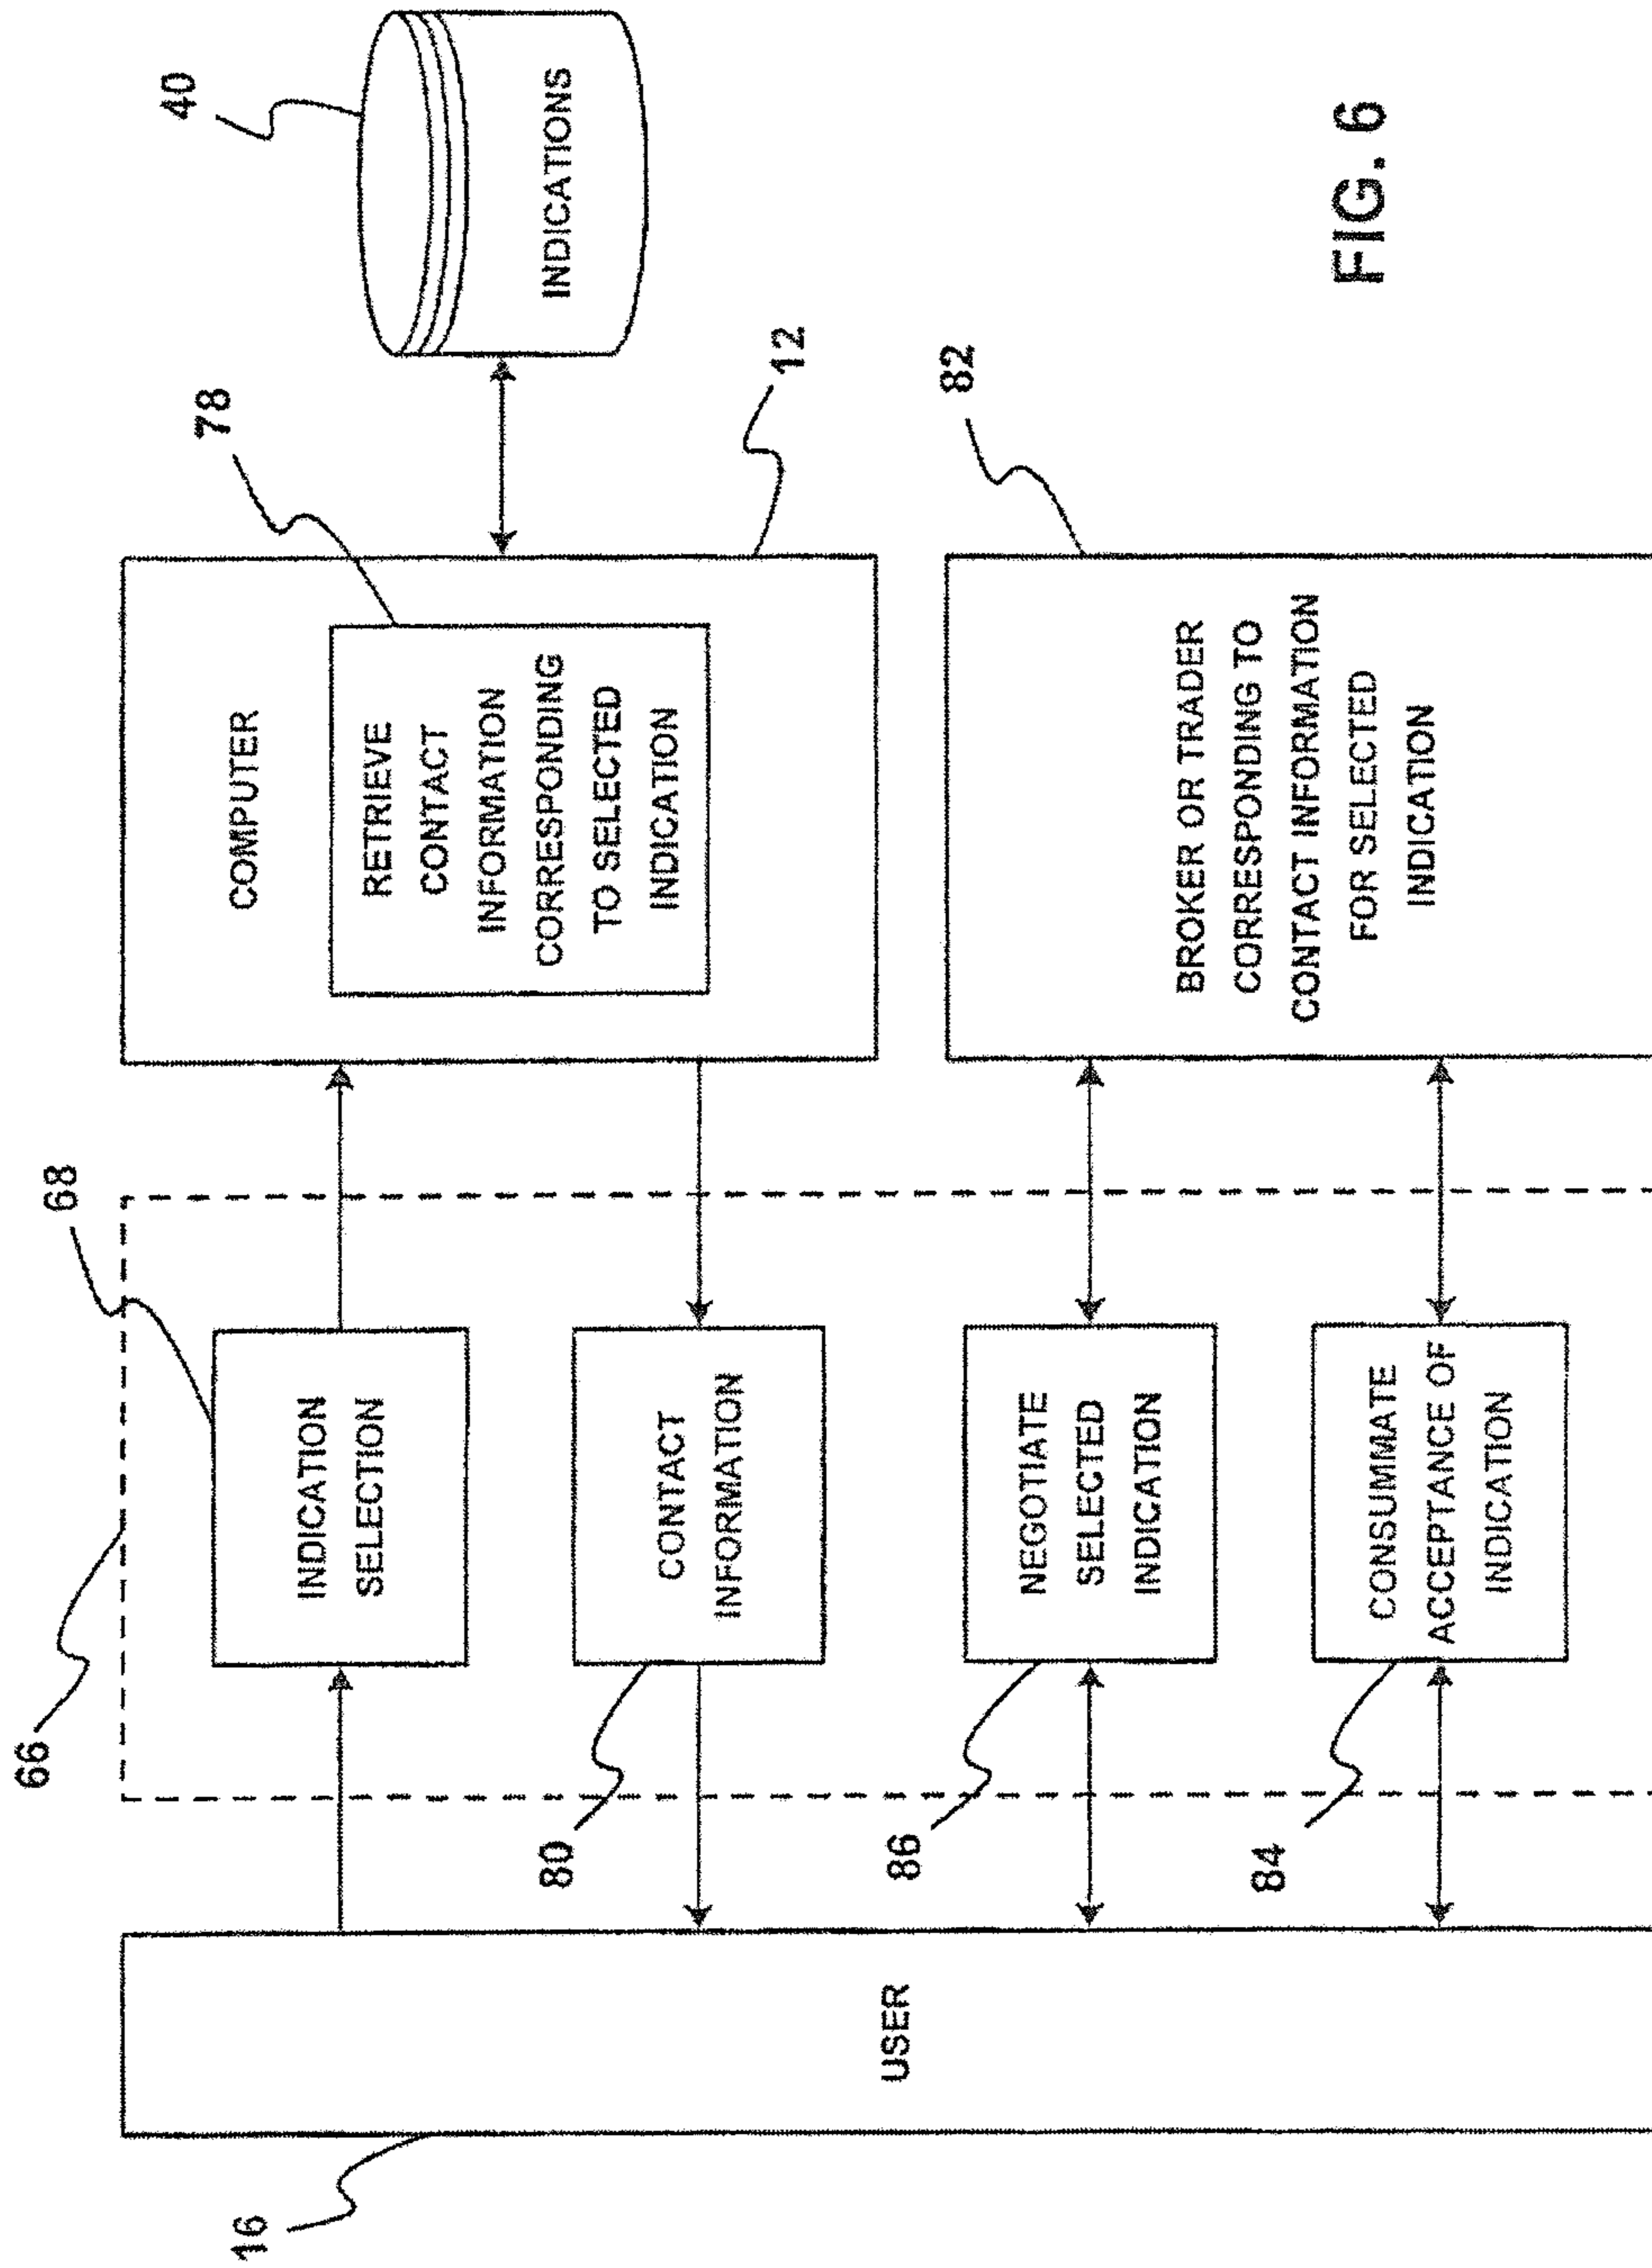 66
68
78
40
INDICATION
SELECTION
COMPUTER
RETRIEVE
CONTACT
INFORMATION
CORRESPONDING
TO SELECTED
INDICATION
INDICATIONS
12
16
USER
80
CONTACT
INFORMATION
86
NEGOTIATE
SELECTED
INDICATION
82
BROKER OR TRADER
CORRESPONDING TO
CONTACT INFORMATION
FOR SELECTED
INDICATION
84
CONSUMMATE
ACCEPTANCE OF
INDICATION
FIG. 6